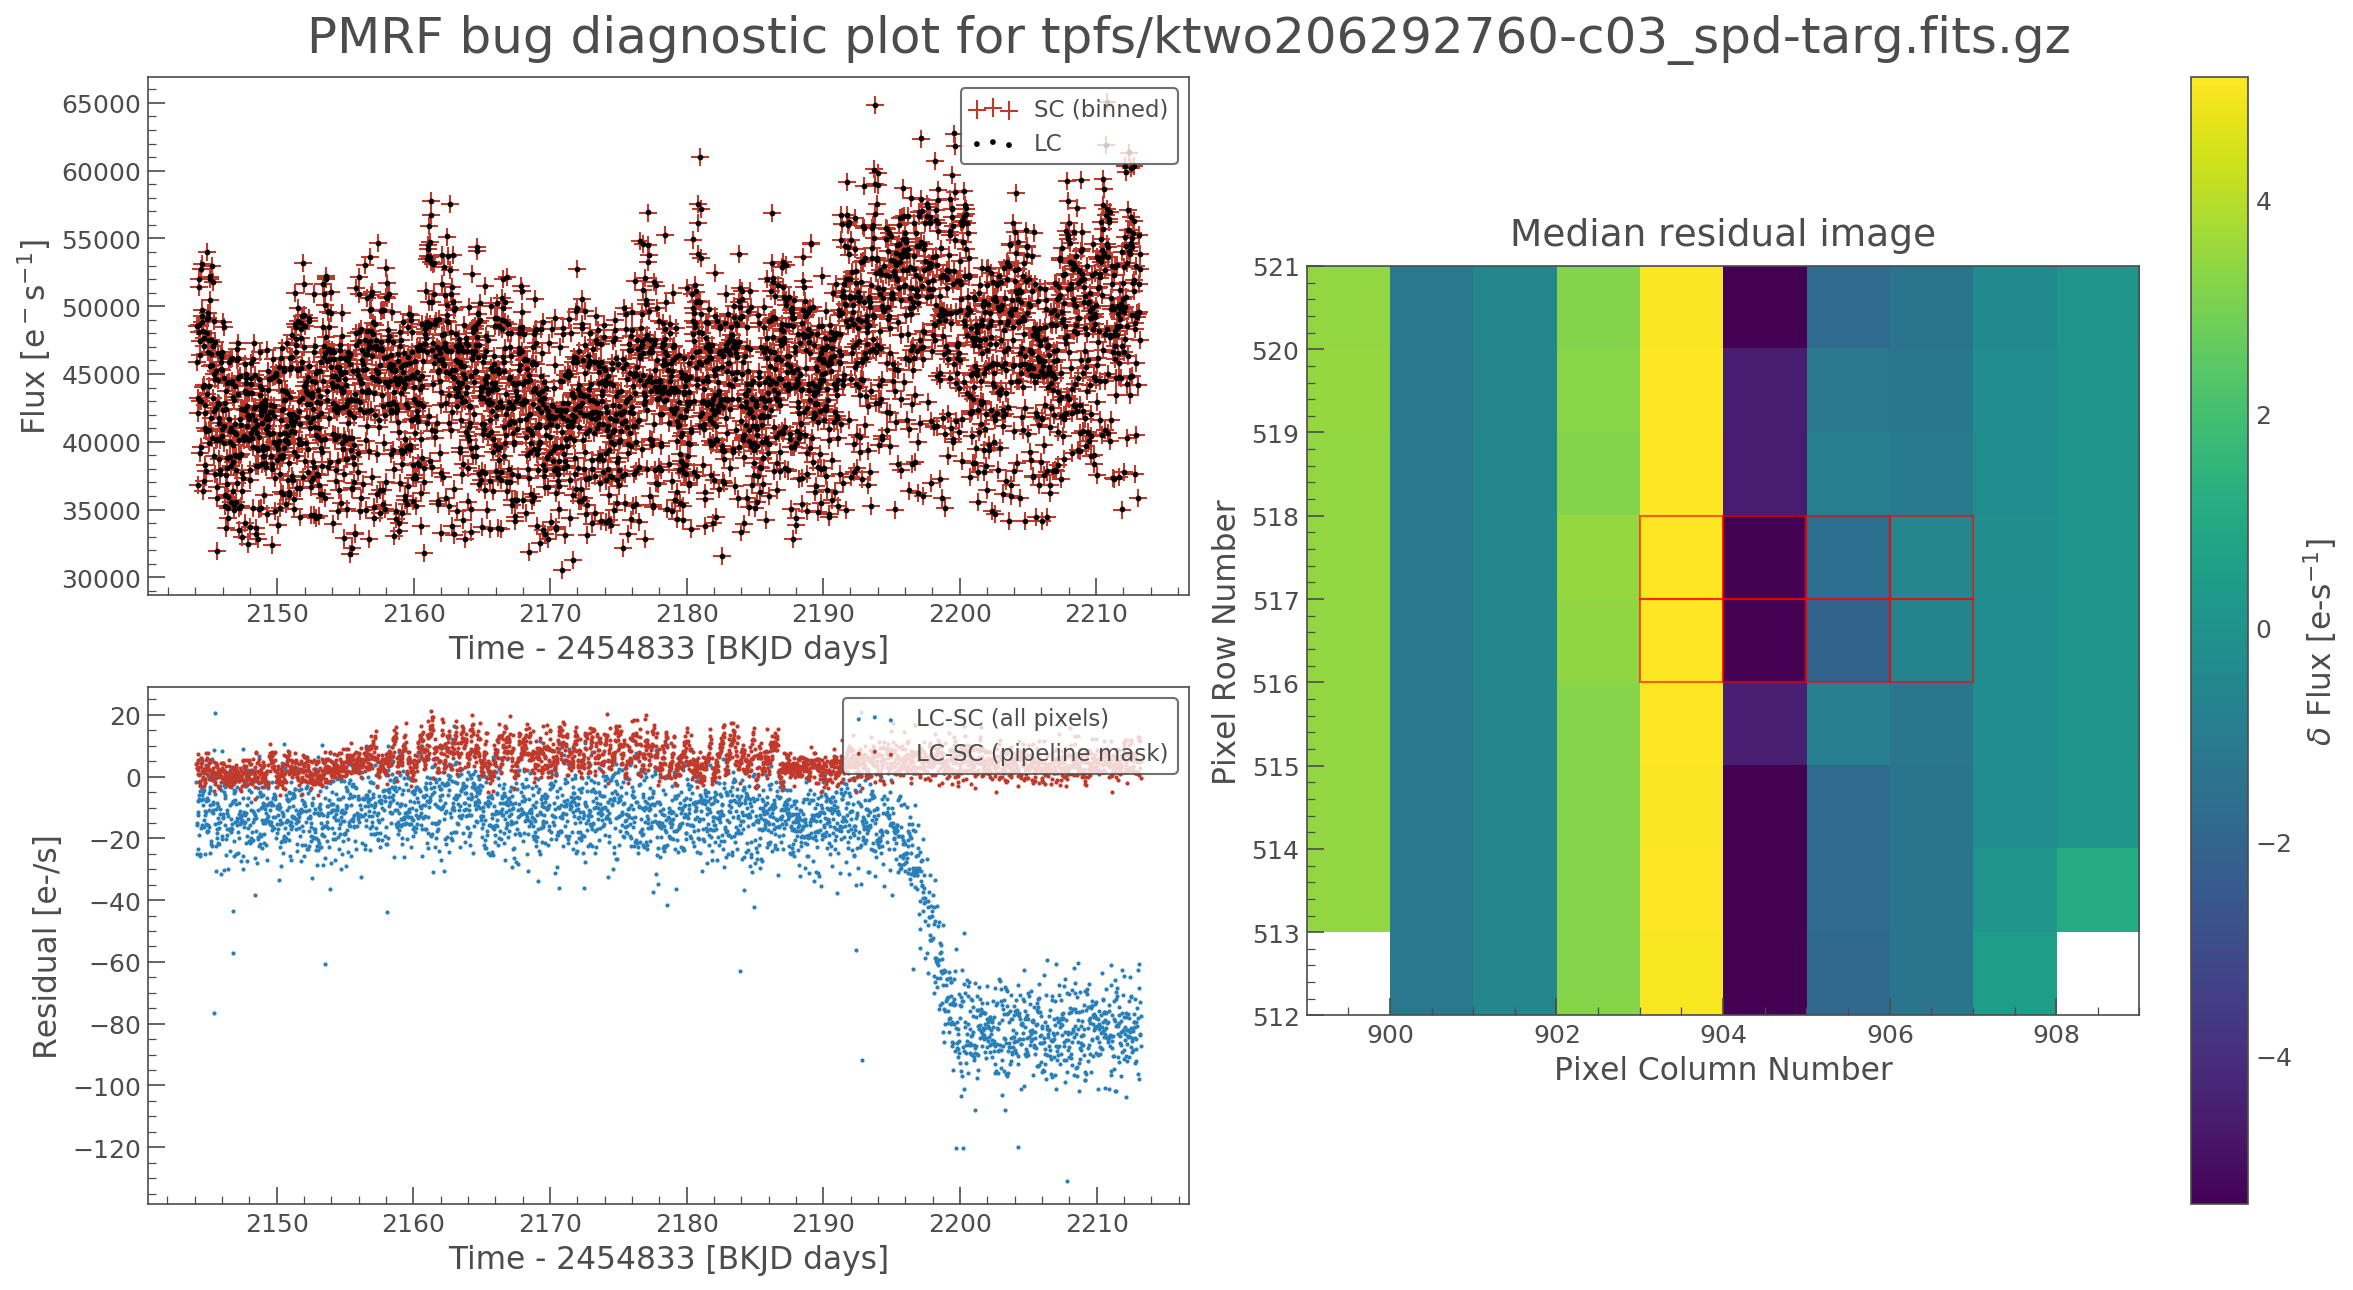 PMRF bug diagnostic plot for tpfs/ktwo206292760-c03_spd-targ.fits.gz
65000
60000
55000
50000
45000
40000
35000
30000
Flux [e⁻ s⁻¹]
SC (binned)
LC
2150 2160 2170 2180 2190 2200 2210
Time - 2454833 [BKJD days]
20
0
−20
−40
−60
−80
−100
−120
Residual [e-/s]
LC-SC (all pixels)
LC-SC (pipeline mask)
2150 2160 2170 2180 2190 2200 2210
Time - 2454833 [BKJD days]
Median residual image
521
520
519
518
517
516
515
514
513
512
Pixel Row Number
900 902 904 906 908
Pixel Column Number
4
2
0
−2
−4
δ Flux [e-s⁻¹]